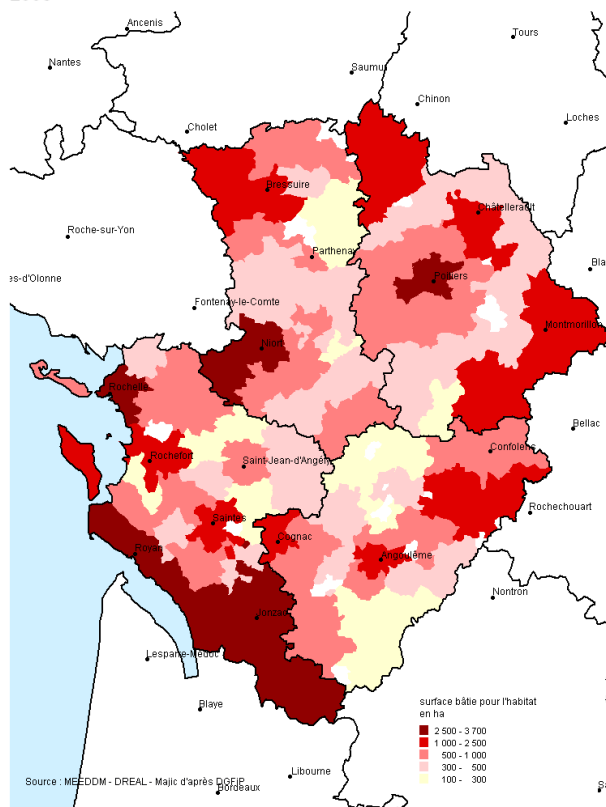 Ancenis
Tours
Nantes
Saumur
Chinon
Loches
Cholet
Bressuire
Châtellerault
Roche-sur-Yon
Parthenay
es-d'Olonne
Bla
Poitiers
Fontenay-le-Comte
Montmorillon
Niort
Rochelle
Bellac
Confolens
Rochefort
Saint-Jean-d'Angély
Rochechouart
Saintes
Cognac
Royan
Angoulême
Nontron
Jonzac
Lesparre-Médoc
Blaye
surface bâtie pour l'habitat
en ha
2 500 - 3 700
1 000 - 2 500
500 - 1 000
300 - 500
100 - 300
Libourne
Source : MEEDDM - DREAL - Majic d'après DGFiP
Bordeaux
Sa